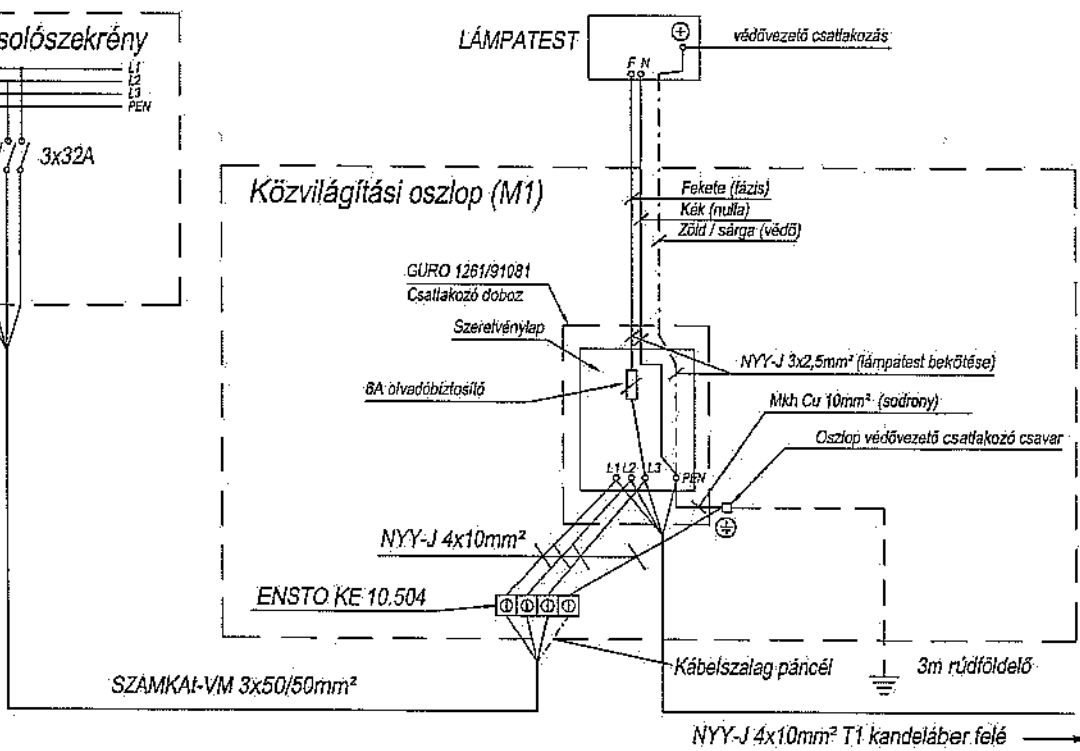 solószekrény
L1
L2
L3
PEN
3x32A
LÁMPATEST
védővezető csatlakozás
F N
Közvilágítási oszlop (M1)
Fekete (fázis)
Kék (nulla)
Zöld / sárga (védő)
GURO 1261/91081
Csatlakozó doboz
Szerelvénylap
NYY-J 3x2,5mm² (lámpatest bekötése)
6A olvadóbiztosító
Mkh Cu 10mm² (sodrony)
Oszlop védővezető csatlakozó csavar
L1 L2 L3 PEN
NYY-J 4x10mm²
ENSTO KE 10.504
Kábelszalag páncél
3m rúdföldelő
SZAMKAt-VM 3x50/50mm²
NYY-J 4x10mm² T1 kandeláber felé